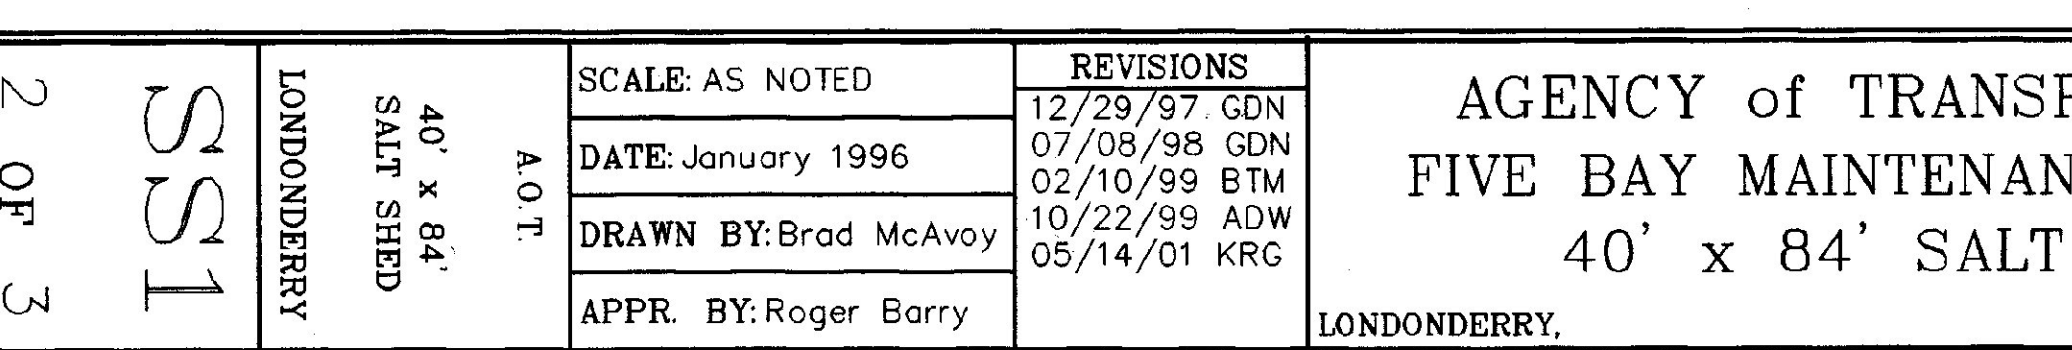 2 OF 3
SS1
LONDONDERRY
A.O.T.
40' x 84'
SALT SHED
SCALE: AS NOTED
DATE: January 1996
DRAWN BY: Brad McAvoy
APPR. BY: Roger Barry
REVISIONS
12/29/97 GDN
07/08/98 GDN
02/10/99 BTM
10/22/99 ADW
05/14/01 KRG
AGENCY of TRANSP
FIVE BAY MAINTENAN
40' x 84' SALT
LONDONDERRY,